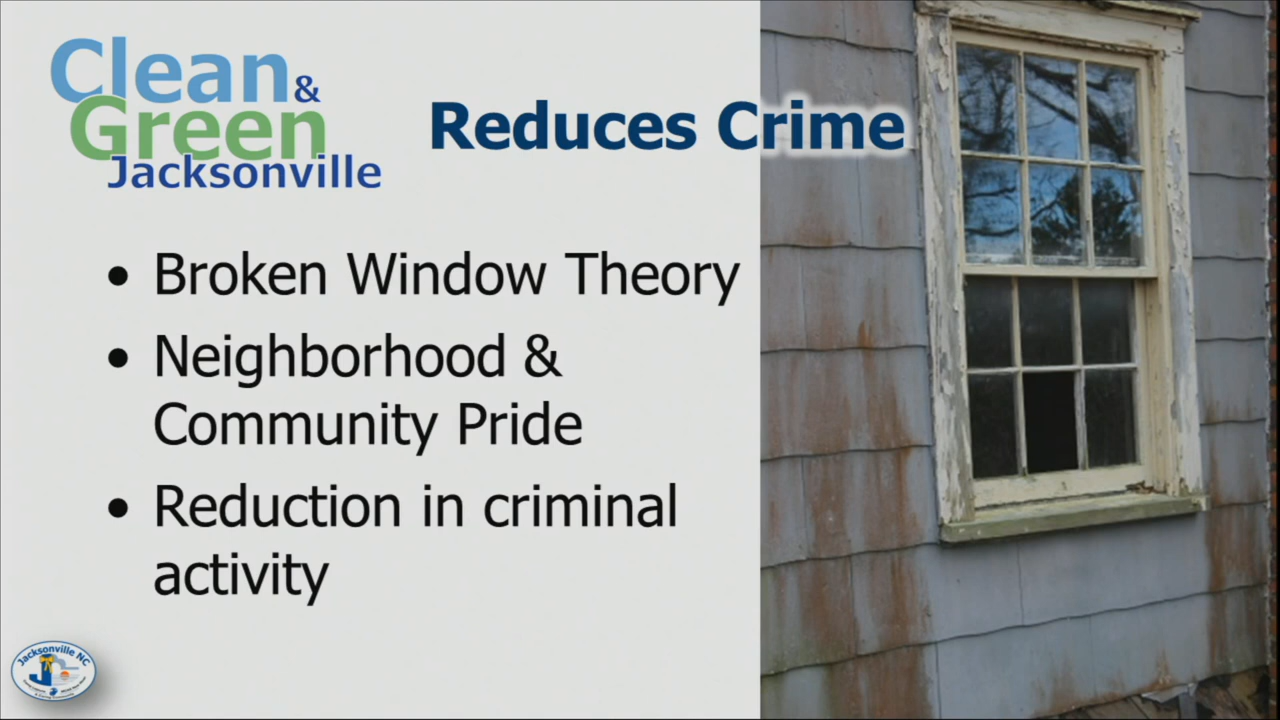 Clean &
Green
Jacksonville
Reduces Crime
• Broken Window Theory
• Neighborhood &
Community Pride
• Reduction in criminal
activity
Jacksonville NC